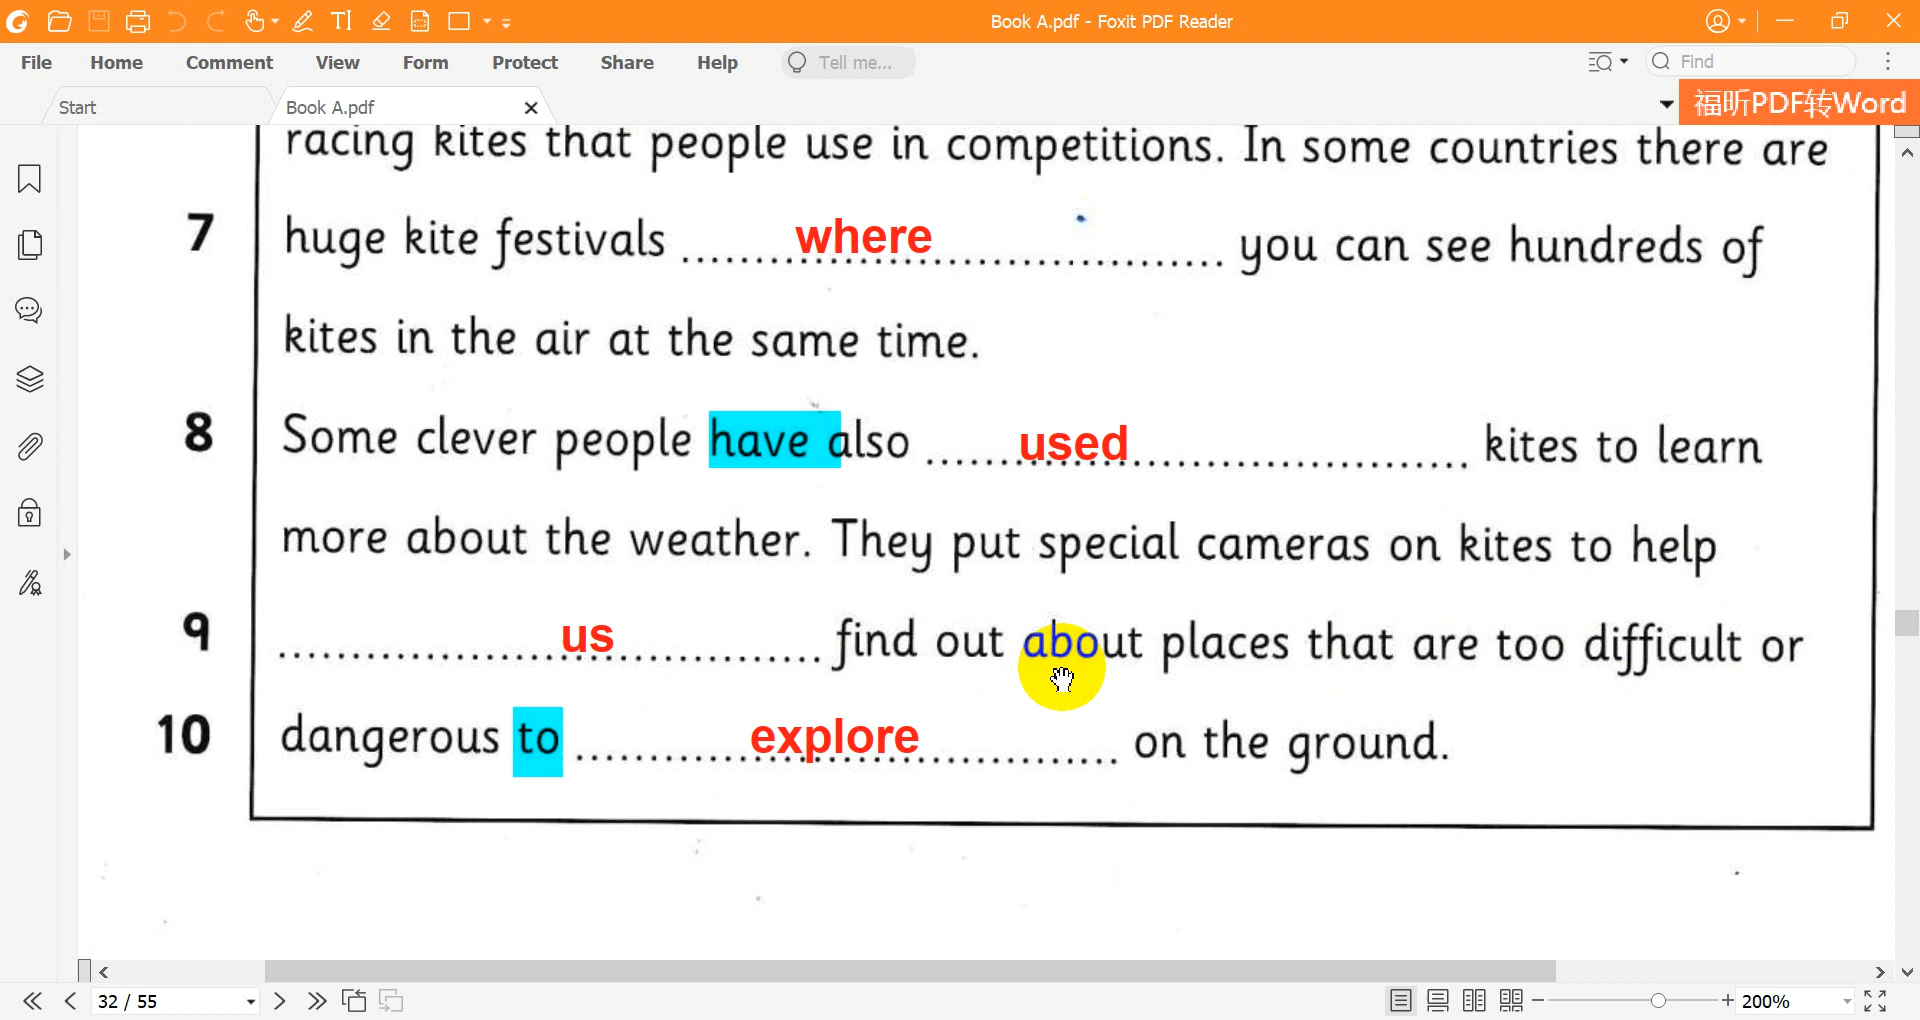 Book A.pdf - Foxit PDF Reader
File Home Comment View Form Protect Share Help Tell me... Find
Start Book A.pdf 福昕PDF转Word
racing kites that people use in competitions. In some countries there are
7 huge kite festivals where you can see hundreds of
kites in the air at the same time.
8 Some clever people have also used kites to learn
more about the weather. They put special cameras on kites to help
9 us find out about places that are too difficult or
10 dangerous to explore on the ground.
32 / 55 200%